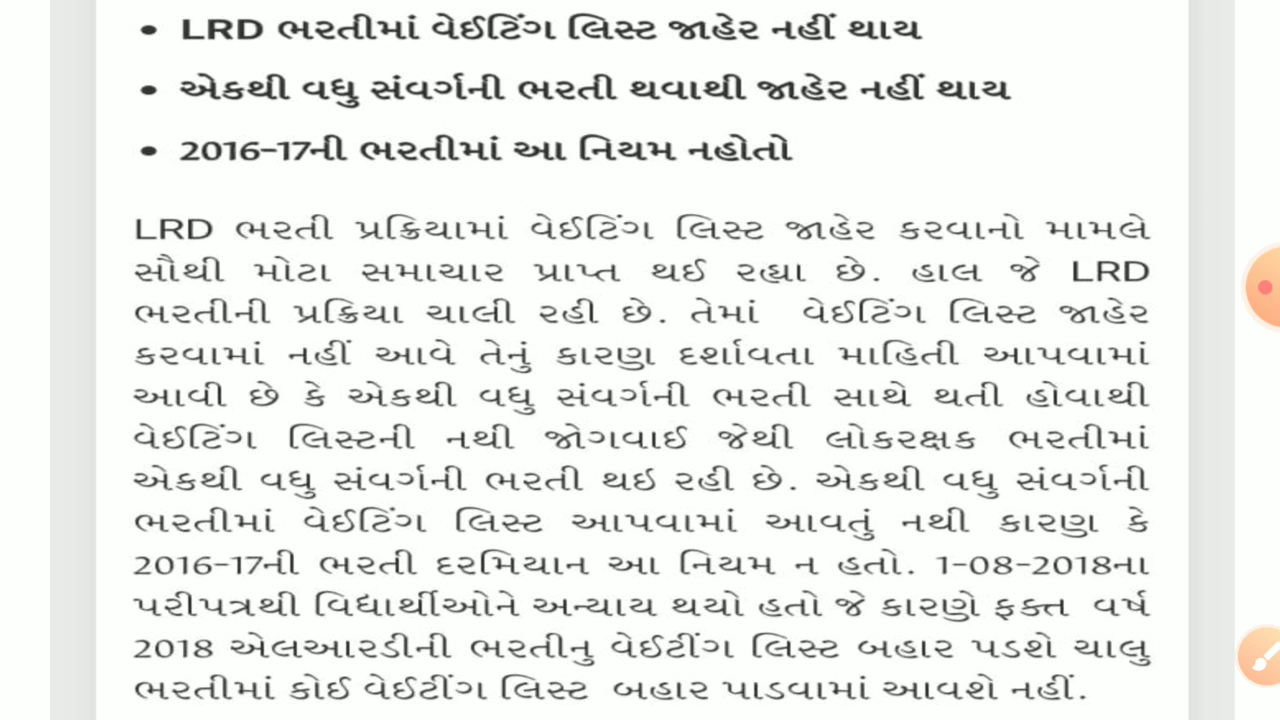 • LRD ભરતીમાં વેઈટિંગ લિસ્ટ જાહેર નહીં થાય
• એકથી વધુ સંવર્ગની ભરતી થવાથી જાહેર નહીં થાય
• 2016-17ની ભરતીમાં આ નિયમ નહોતો
LRD ભરતી પ્રક્રિયામાં વેઈટિંગ લિસ્ટ જાહેર કરવાનો મામલે
સૌથી મોટા સમાચાર પ્રાપ્ત થઈ રહ્યા છે. હાલ જે LRD
ભરતીની પ્રક્રિયા ચાલી રહી છે. તેમાં વેઈટિંગ લિસ્ટ જાહેર
કરવામાં નહીં આવે તેનું કારણ દર્શાવતા માહિતી આપવામાં
આવી છે કે એકથી વધુ સંવર્ગની ભરતી સાથે થતી હોવાથી
વેઈટિંગ લિસ્ટની નથી જોગવાઈ જેથી લોકરક્ષક ભરતીમાં
એકથી વધુ સંવર્ગની ભરતી થઇ રહી છે. એકથી વધુ સંવર્ગની
ભરતીમાં વેઈટિંગ લિસ્ટ આપવામાં આવતું નથી કારણ કે
2016-17ની ભરતી દરમિયાન આ નિયમ ન હતો. 1-08-2018ના
પરીપત્રથી વિદ્યાર્થીઓને અન્યાય થયો હતો જે કારણે ફક્ત વર્ષ
2018 એલઆરડીની ભરતીનુ વેઈટીંગ લિસ્ટ બહાર પડશે ચાલુ
ભરતીમાં કોઈ વેઈટીંગ લિસ્ટ બહાર પાડવામાં આવશે નહીં.